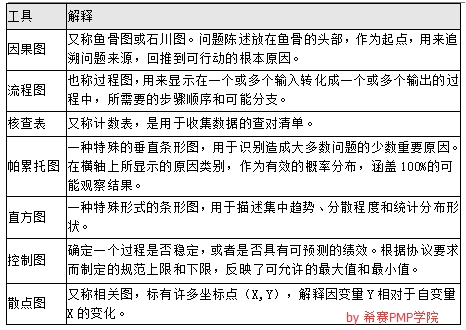 工具 解释
因果图 又称鱼骨图或石川图。问题陈述放在鱼骨的头部，作为起点，用来追
溯问题来源，回推到可行动的根本原因。
流程图 也称过程图，用来显示在一个或多个输入转化成一个或多个输出的过
程中，所需要的步骤顺序和可能分支。
核查表 又称计数表，是用于收集数据的查对清单。
帕累托图 一种特殊的垂直条形图，用于识别造成大多数问题的少数重要原因。
在横轴上所显示的原因类别，作为有效的概率分布，涵盖100%的可
能观察结果。
直方图 一种特殊形式的条形图，用于描述集中趋势、分散程度和统计分布形
状。
控制图 确定一个过程是否稳定，或者是否具有可预测的绩效。根据协议要求
而制定的规范上限和下限，反映了可允许的最大值和最小值。
散点图 又称相关图，标有许多坐标点（X,Y），解释因变量Y相对于自变量
X的变化。
by 希赛PMP学院